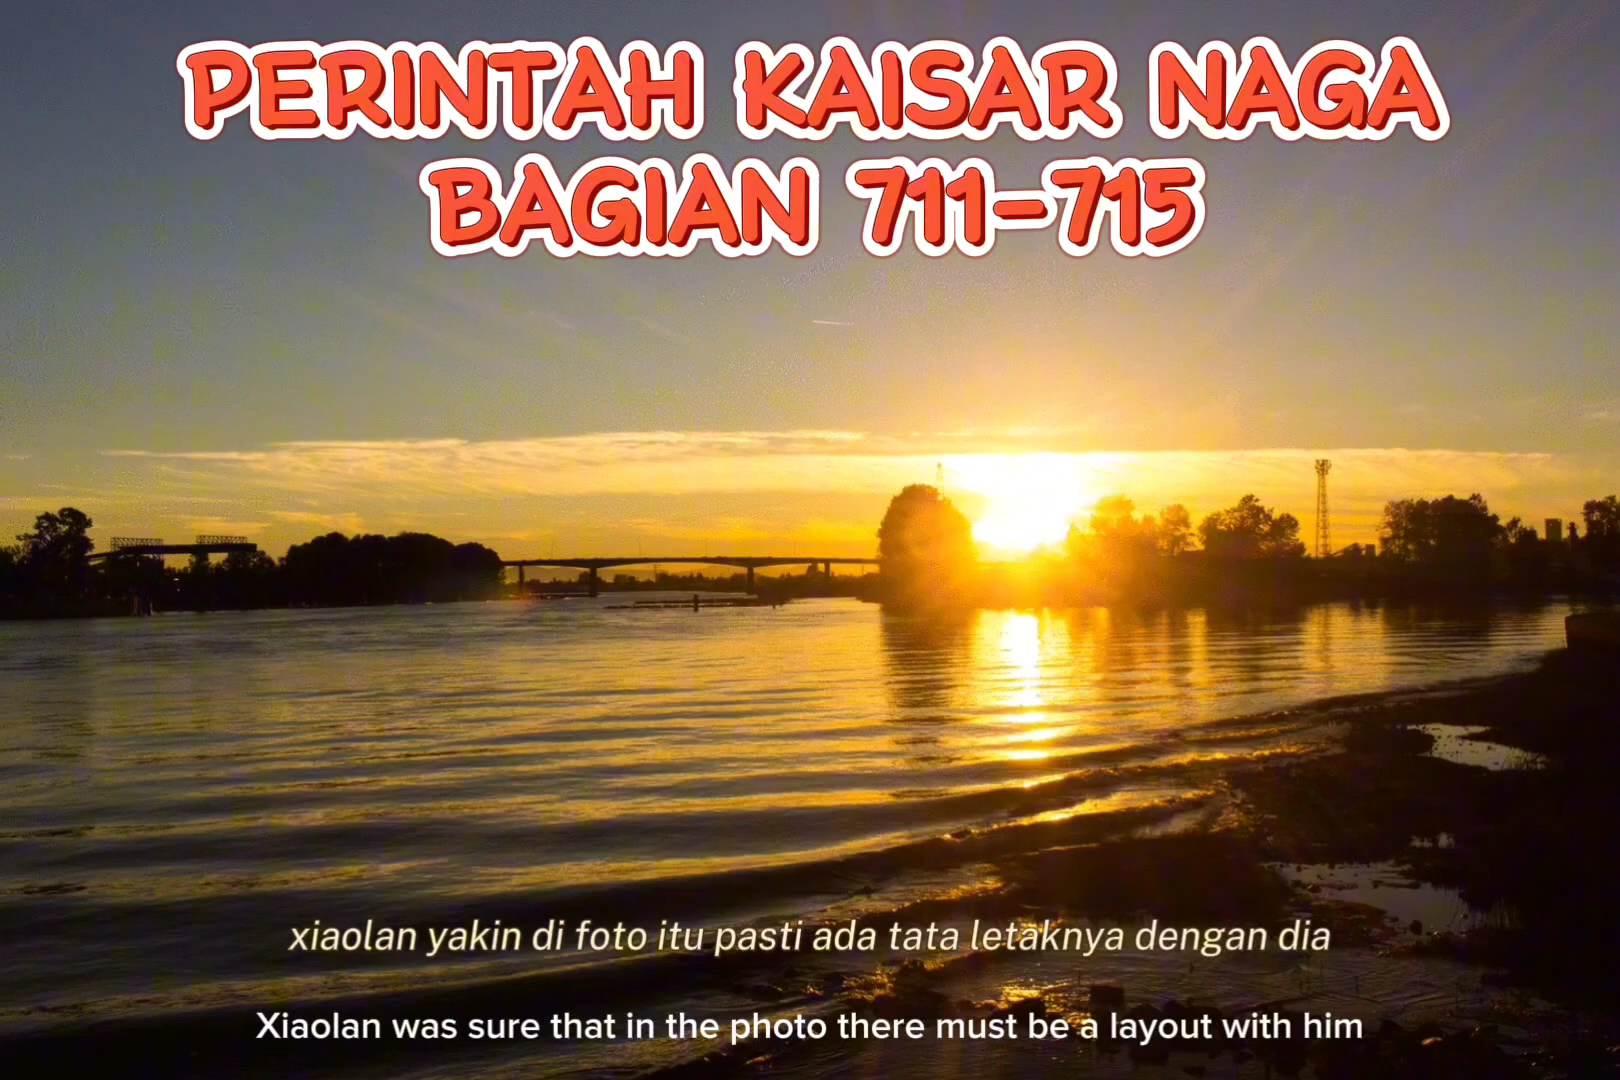 PERINTAH KAISAR NAGA
BAGIAN 711-715
xiaolan yakin di foto itu pasti ada tata letaknya dengan dia
Xiaolan was sure that in the photo there must be a layout with him